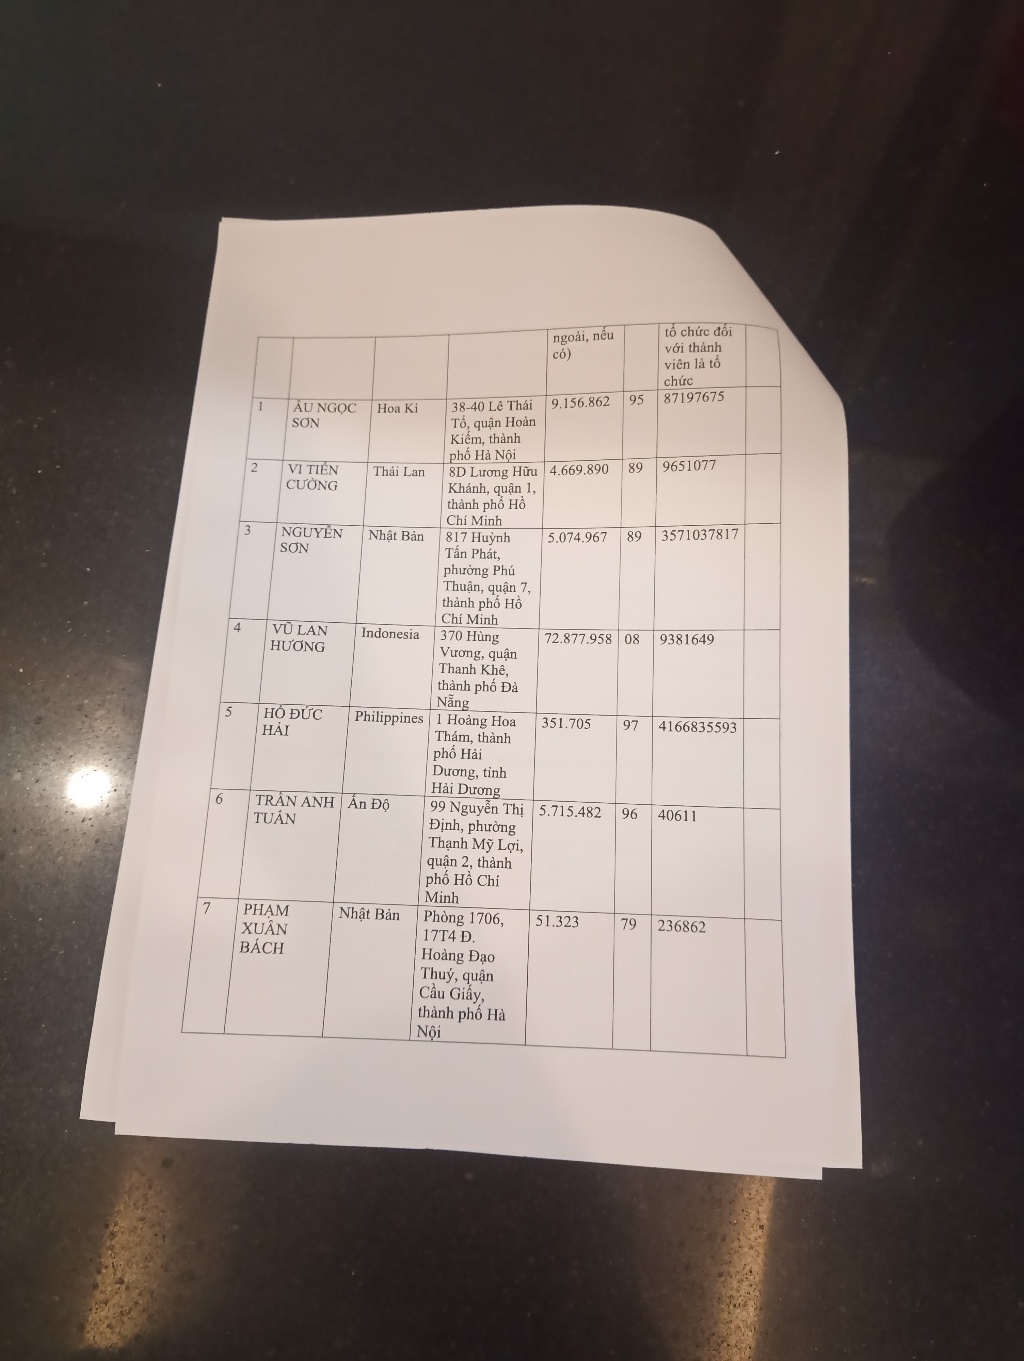 ngoài, nếu
có)
tổ chức đối
với thành
viên là tổ
chức
1
ÂU NGỌC
SƠN
Hoa Kì
38-40 Lê Thái
Tổ, quận Hoàn
Kiếm, thành
phố Hà Nội
9.156.862
95
87197675
2
VI TIẾN
CƯỜNG
Thái Lan
8D Lương Hữu
Khánh, quận 1,
thành phố Hồ
Chí Minh
4.669.890
89
9651077
3
NGUYỄN
SƠN
Nhật Bản
817 Huỳnh
Tấn Phát,
phường Phú
Thuận, quận 7,
thành phố Hồ
Chí Minh
5.074.967
89
3571037817
4
VŨ LAN
HƯƠNG
Indonesia
370 Hùng
Vương, quận
Thanh Khê,
thành phố Đà
Nẵng
72.877.958
08
9381649
5
HỒ ĐỨC
HẢI
Philippines
1 Hoàng Hoa
Thám, thành
phố Hải
Dương, tỉnh
Hải Dương
351.705
97
4166835593
6
TRẦN ANH
TUẤN
Ấn Độ
99 Nguyễn Thị
Định, phường
Thạnh Mỹ Lợi,
quận 2, thành
phố Hồ Chí
Minh
5.715.482
96
40611
7
PHẠM
XUÂN
BÁCH
Nhật Bản
Phòng 1706,
17T4 Đ.
Hoàng Đạo
Thuý, quận
Cầu Giấy,
thành phố Hà
Nội
51.323
79
236862